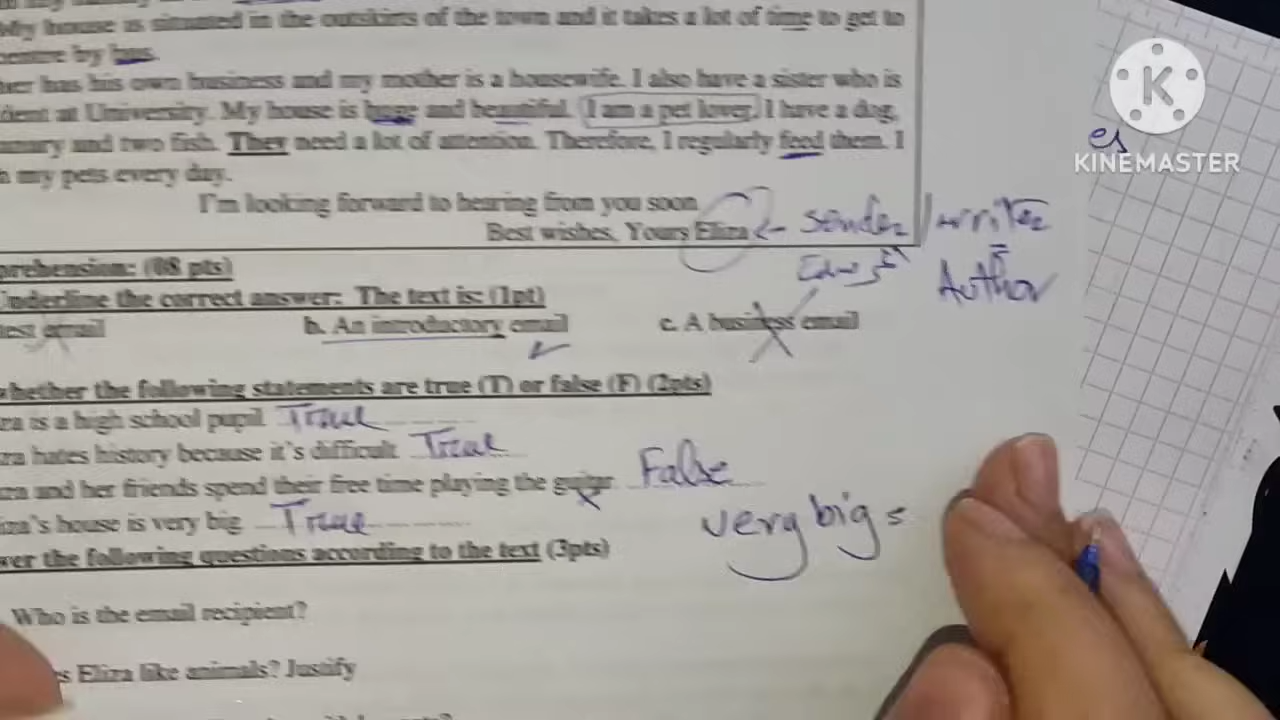 My house is situated in the outskirts of the town and it takes a lot of time to get to
centre by bus.
her has his own business and my mother is a housewife. I also have a sister who is
dent at University. My house is huge and beautiful. I am a pet lover. I have a dog,
anary and two fish. They need a lot of attention. Therefore, I regularly feed them. I
my pets every day.
I'm looking forward to hearing from you soon
Best wishes, Yours Eliza
<- sender / writer
Author
es
K
KINEMASTER
prehension: (08 pts)
Underline the correct answer: The text is: (1pt)
est email
b. An introductory email
c. A business email
whether the following statements are true (T) or false (F) (2pts)
za is a high school pupil. True
za hates history because it's difficult. True
za and her friends spend their free time playing the guitar. False
iza's house is very big. True
very big =
wer the following questions according to the text (3pts)
Who is the email recipient?
es Eliza like animals? Justify